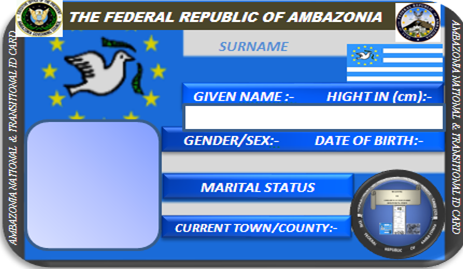 THE FEDERAL REPUBLIC OF AMBAZONIA
SURNAME
GIVEN NAME :- HIGHT IN (cm):-
GENDER/SEX:- DATE OF BIRTH:-
MARITAL STATUS
CURRENT TOWN/COUNTY:-
AMBAZONIA NATIONAL & TRANSITIONAL ID CARD
AMBAZONIA NATIONAL & TRANSITIONAL ID CARD